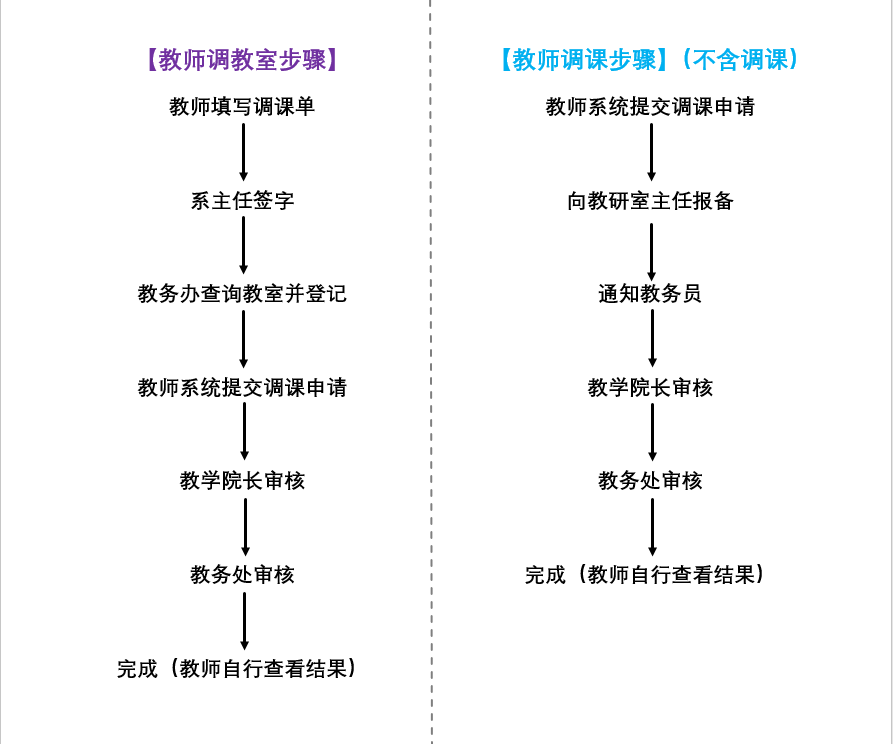 【教师调教室步骤】
教师填写调课单
系主任签字
教务办查询教室并登记
教师系统提交调课申请
教学院长审核
教务处审核
完成（教师自行查看结果）
【教师调课步骤】（不含调课）
教师系统提交调课申请
向教研室主任报备
通知教务员
教学院长审核
教务处审核
完成（教师自行查看结果）